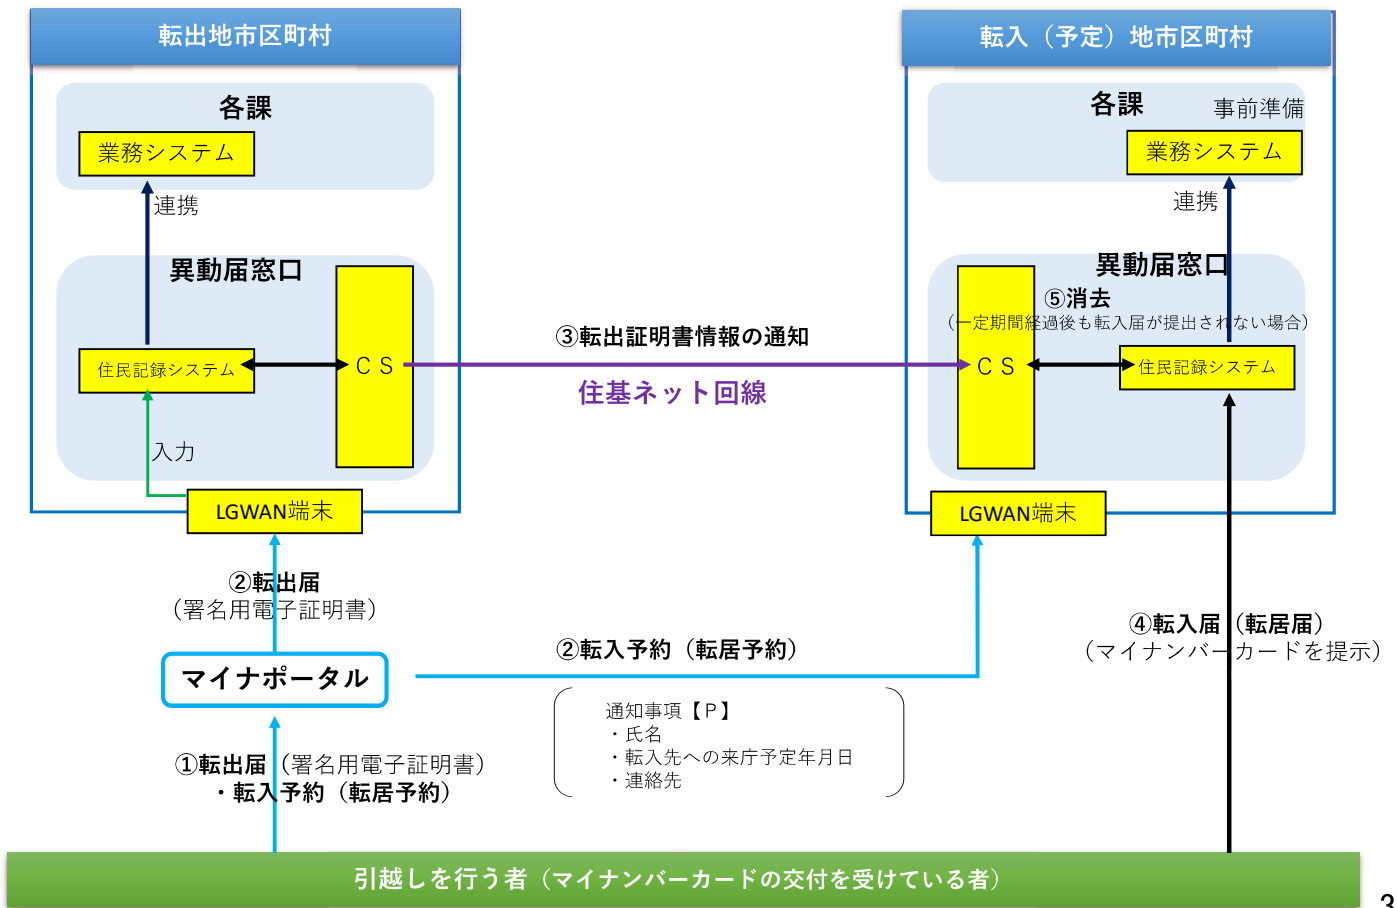 転出地市区町村
転入（予定）地市区町村
各課
業務システム
連携
異動届窓口
住民記録システム
ＣＳ
入力
LGWAN端末
各課
事前準備
業務システム
連携
異動届窓口
⑤消去
（一定期間経過後も転入届が提出されない場合）
ＣＳ
住民記録システム
LGWAN端末
③転出証明書情報の通知
住基ネット回線
②転出届
（署名用電子証明書）
マイナポータル
②転入予約（転居予約）
通知事項【Ｐ】
・氏名
・転入先への来庁予定年月日
・連絡先
④転入届（転居届）
（マイナンバーカードを提示）
①転出届（署名用電子証明書）
・転入予約（転居予約）
引越しを行う者（マイナンバーカードの交付を受けている者）
3